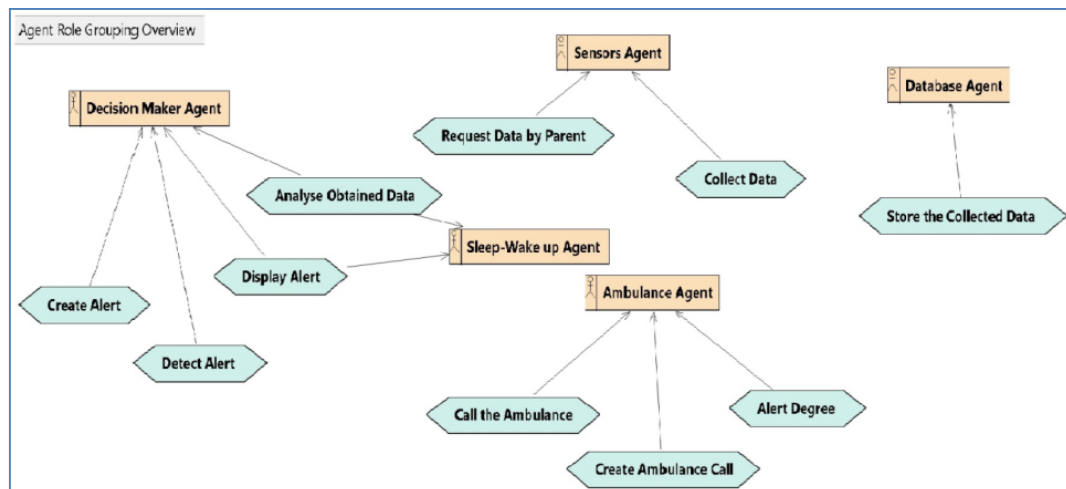 Agent Role Grouping Overview
Sensors Agent
Database Agent
Decision Maker Agent
Request Data by Parent
Collect Data
Analyse Obtained Data
Store the Collected Data
Sleep-Wake up Agent
Display Alert
Create Alert
Ambulance Agent
Detect Alert
Call the Ambulance
Alert Degree
Create Ambulance Call